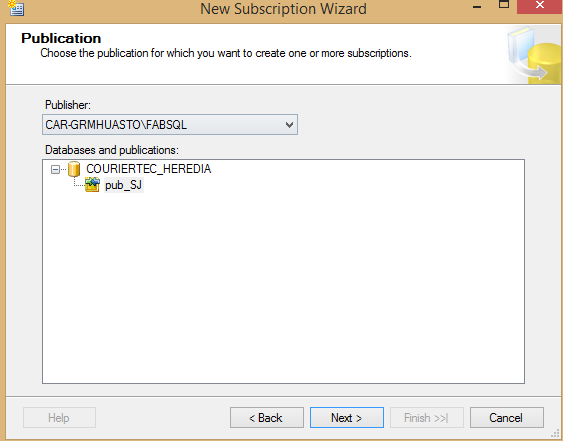 New Subscription Wizard
Publication
Choose the publication for which you want to create one or more subscriptions.
Publisher:
CAR-GRMHUASTO\FABSQL
Databases and publications:
COURIERTEC_HEREDIA
pub_SJ
Help
< Back
Next >
Finish >>|
Cancel